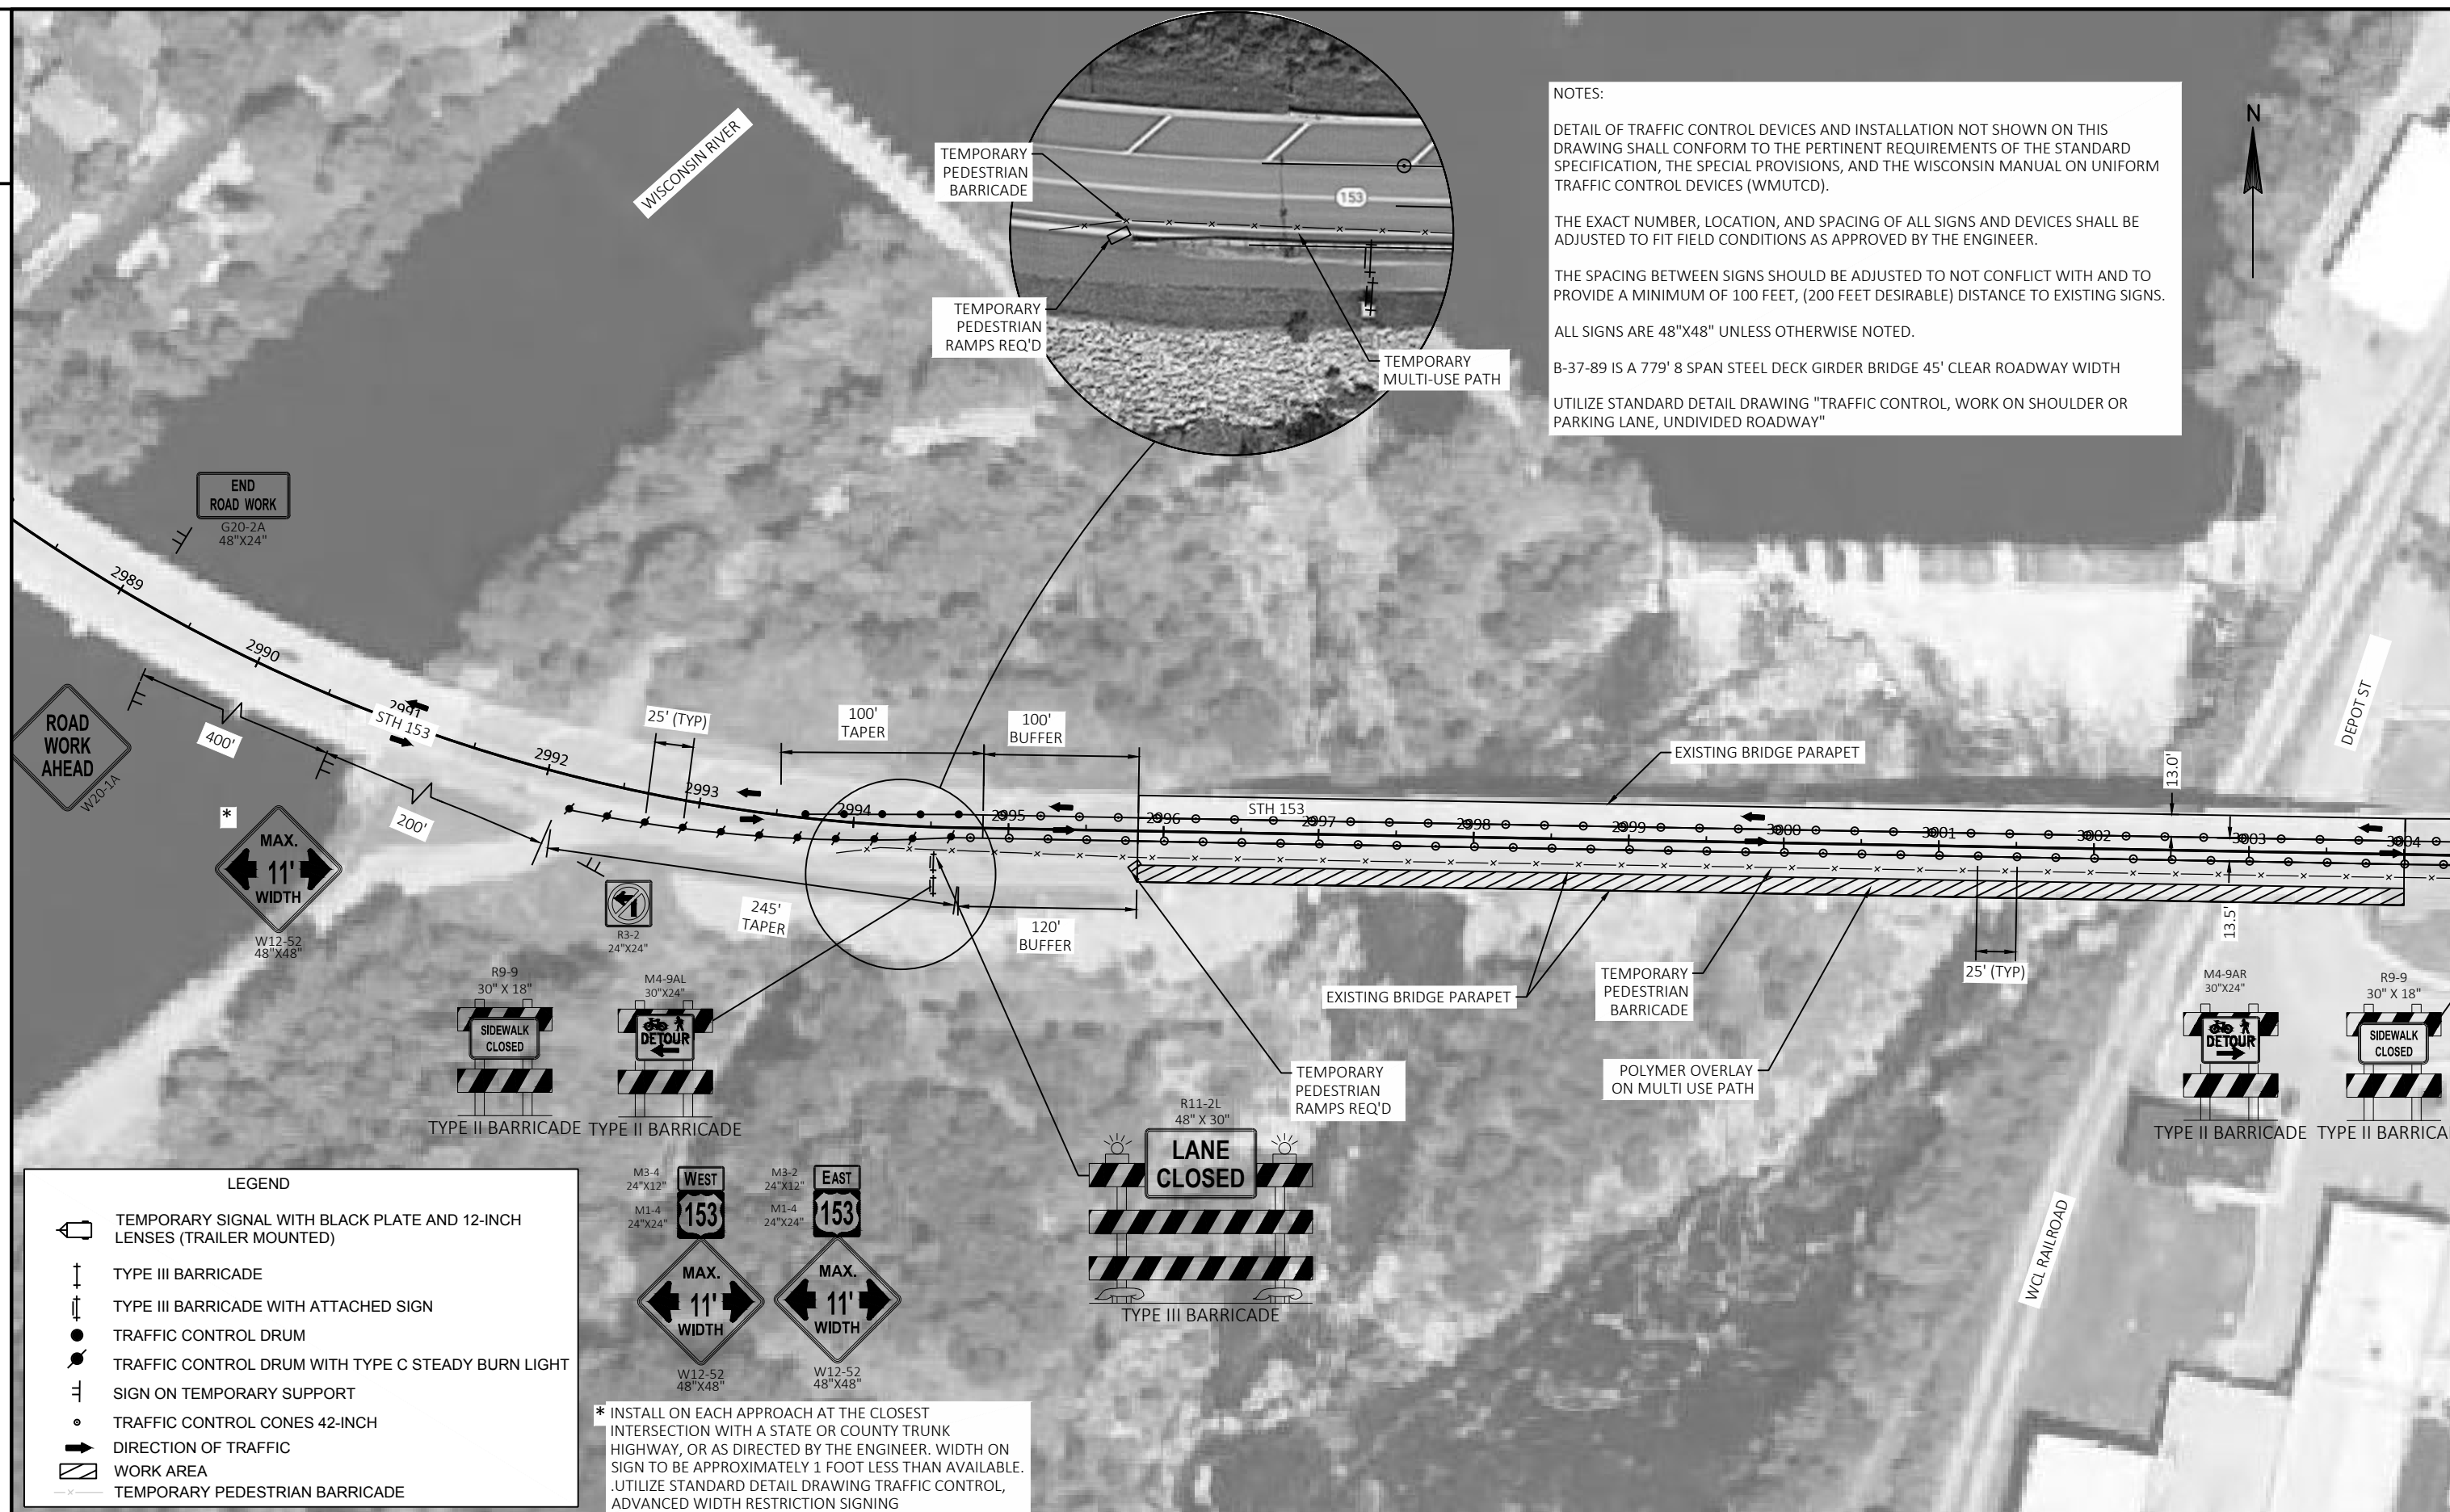 WISCONSIN RIVER
TEMPORARY
PEDESTRIAN
BARRICADE
153
TEMPORARY
PEDESTRIAN
RAMPS REQ'D
TEMPORARY
MULTI-USE PATH
NOTES:
DETAIL OF TRAFFIC CONTROL DEVICES AND INSTALLATION NOT SHOWN ON THIS
DRAWING SHALL CONFORM TO THE PERTINENT REQUIREMENTS OF THE STANDARD
SPECIFICATION, THE SPECIAL PROVISIONS, AND THE WISCONSIN MANUAL ON UNIFORM
TRAFFIC CONTROL DEVICES (WMUTCD).
THE EXACT NUMBER, LOCATION, AND SPACING OF ALL SIGNS AND DEVICES SHALL BE
ADJUSTED TO FIT FIELD CONDITIONS AS APPROVED BY THE ENGINEER.
THE SPACING BETWEEN SIGNS SHOULD BE ADJUSTED TO NOT CONFLICT WITH AND TO
PROVIDE A MINIMUM OF 100 FEET, (200 FEET DESIRABLE) DISTANCE TO EXISTING SIGNS.
ALL SIGNS ARE 48"X48" UNLESS OTHERWISE NOTED.
B-37-89 IS A 779' 8 SPAN STEEL DECK GIRDER BRIDGE 45' CLEAR ROADWAY WIDTH
UTILIZE STANDARD DETAIL DRAWING "TRAFFIC CONTROL, WORK ON SHOULDER OR
PARKING LANE, UNDIVIDED ROADWAY"
N
END
ROAD WORK
G20-2A
48"X24"
2989
2990
2991
STH 153
2992
2993
2994
2995
2996
STH 153
2997
2998
2999
3000
3001
3002
3003
3004
ROAD
WORK
AHEAD
W20-1A
400'
200'
*
MAX.
11'
WIDTH
W12-52
48"X48"
25' (TYP)
100'
TAPER
100'
BUFFER
245'
TAPER
120'
BUFFER
R3-2
24"X24"
EXISTING BRIDGE PARAPET
13.0'
13.5'
DEPOT ST
25' (TYP)
EXISTING BRIDGE PARAPET
TEMPORARY
PEDESTRIAN
BARRICADE
POLYMER OVERLAY
ON MULTI USE PATH
TEMPORARY
PEDESTRIAN
RAMPS REQ'D
R9-9
30" X 18"
SIDEWALK
CLOSED
TYPE II BARRICADE
M4-9AL
30"X24"
DETOUR
TYPE II BARRICADE
R11-2L
48" X 30"
LANE
CLOSED
TYPE III BARRICADE
M4-9AR
30"X24"
DETOUR
TYPE II BARRICADE
R9-9
30" X 18"
SIDEWALK
CLOSED
TYPE II BARRICA
WCL RAILROAD
M3-4
24"X12"
WEST
M1-4
24"X24"
153
MAX.
11'
WIDTH
W12-52
48"X48"
M3-2
24"X12"
EAST
M1-4
24"X24"
153
MAX.
11'
WIDTH
W12-52
48"X48"
* INSTALL ON EACH APPROACH AT THE CLOSEST
INTERSECTION WITH A STATE OR COUNTY TRUNK
HIGHWAY, OR AS DIRECTED BY THE ENGINEER. WIDTH ON
SIGN TO BE APPROXIMATELY 1 FOOT LESS THAN AVAILABLE.
.UTILIZE STANDARD DETAIL DRAWING TRAFFIC CONTROL,
ADVANCED WIDTH RESTRICTION SIGNING
LEGEND
TEMPORARY SIGNAL WITH BLACK PLATE AND 12-INCH
LENSES (TRAILER MOUNTED)
TYPE III BARRICADE
TYPE III BARRICADE WITH ATTACHED SIGN
TRAFFIC CONTROL DRUM
TRAFFIC CONTROL DRUM WITH TYPE C STEADY BURN LIGHT
SIGN ON TEMPORARY SUPPORT
TRAFFIC CONTROL CONES 42-INCH
DIRECTION OF TRAFFIC
WORK AREA
TEMPORARY PEDESTRIAN BARRICADE